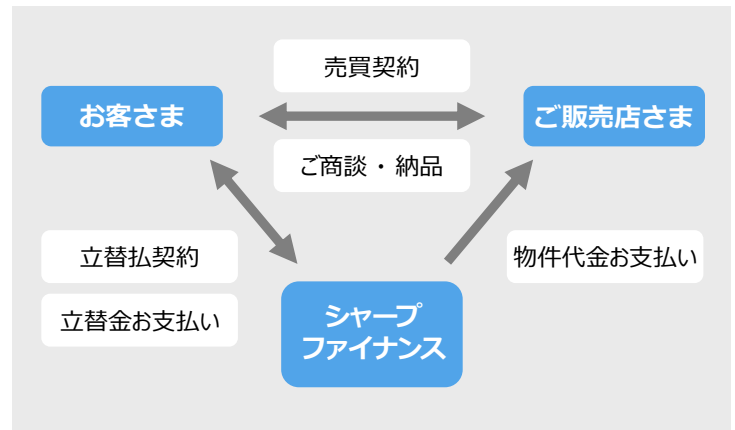 売買契約
お客さま
ご販売店さま
ご商談・納品
立替払契約
物件代金お支払い
立替金お支払い
シャープ
ファイナンス